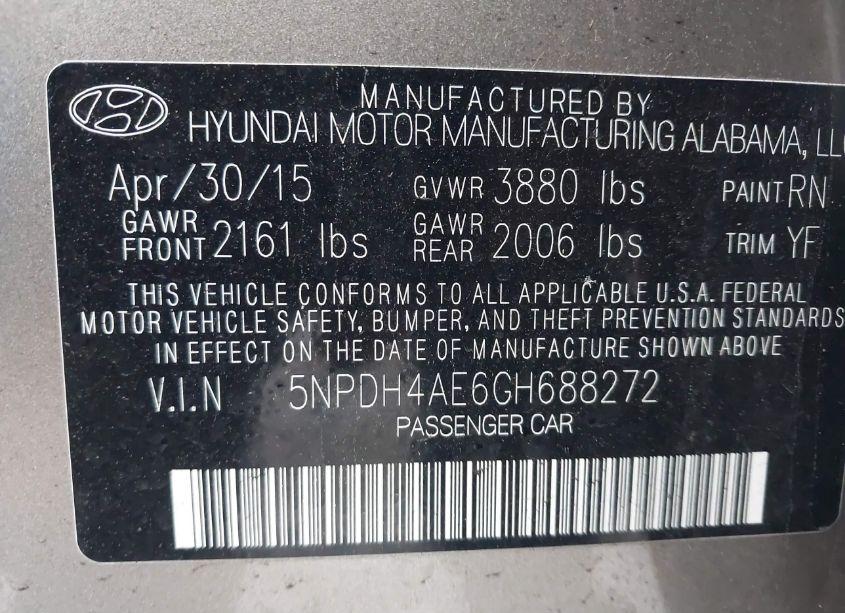 MANUFACTURED BY
HYUNDAI MOTOR MANUFACTURING ALABAMA, LLC
Apr/30/15 GVWR 3880 lbs PAINT RN
GAWR FRONT 2161 lbs GAWR REAR 2006 lbs TRIM YF
THIS VEHICLE CONFORMS TO ALL APPLICABLE U.S.A. FEDERAL
MOTOR VEHICLE SAFETY, BUMPER, AND THEFT PREVENTION STANDARDS
IN EFFECT ON THE DATE OF MANUFACTURE SHOWN ABOVE
V.I.N 5NPDH4AE6GH688272
PASSENGER CAR